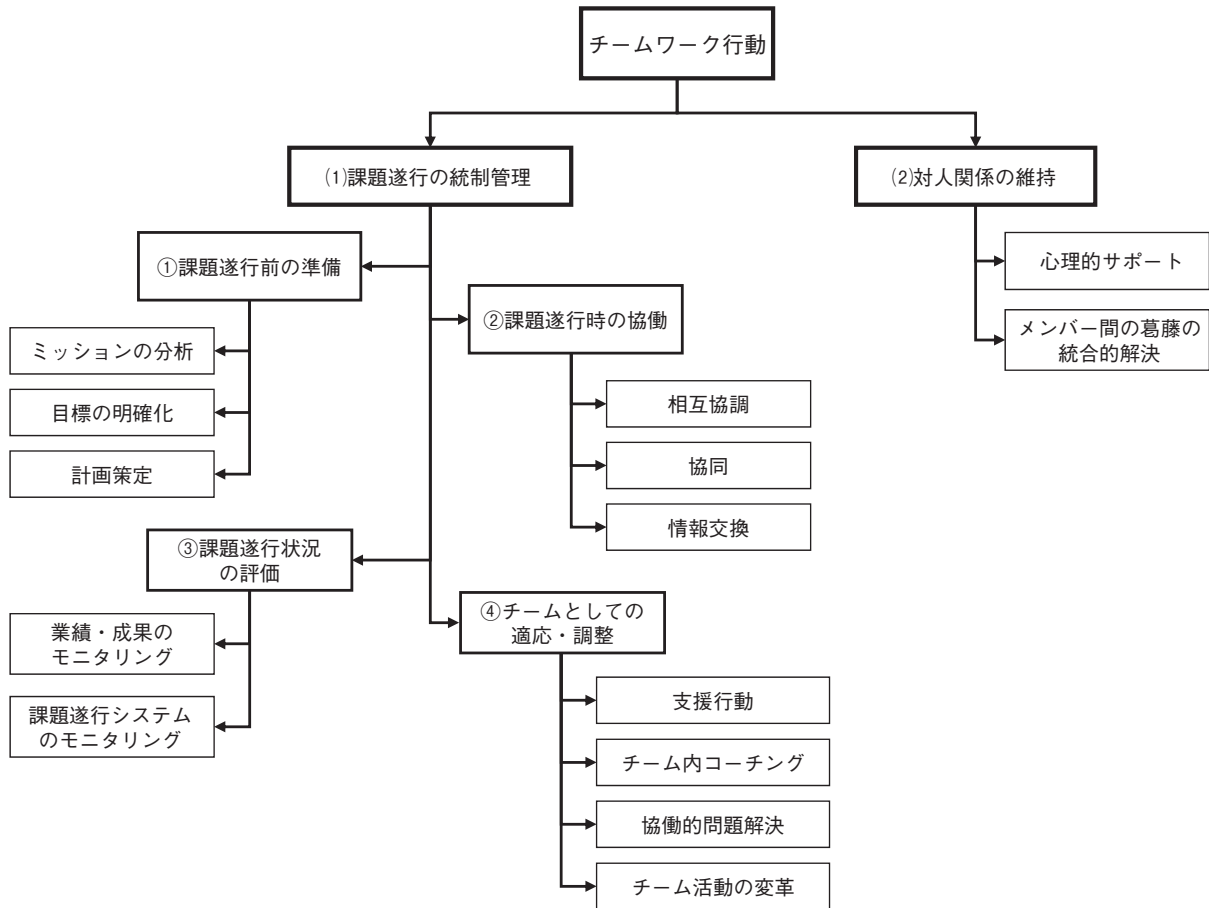 チームワーク行動
⑴課題遂行の統制管理
⑵対人関係の維持
①課題遂行前の準備
ミッションの分析
目標の明確化
計画策定
②課題遂行時の協働
相互協調
協同
情報交換
③課題遂行状況
の評価
業績・成果の
モニタリング
課題遂行システム
のモニタリング
④チームとしての
適応・調整
支援行動
チーム内コーチング
協働的問題解決
チーム活動の変革
心理的サポート
メンバー間の葛藤の
統合的解決